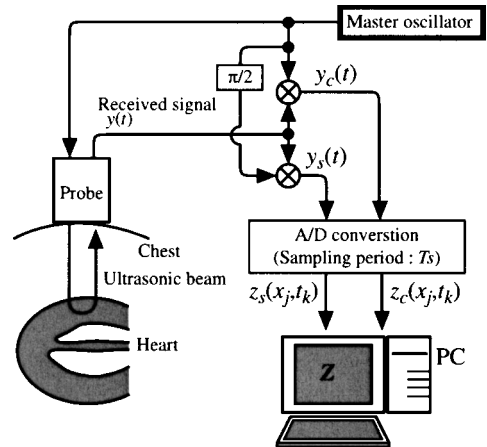 Master oscillator
π/2
y_c(t)
Received signal
y(t)
y_s(t)
Probe
A/D converstion
(Sampling period : Ts)
Chest
Ultrasonic beam
z_s(x_j,t_k)
z_c(x_j,t_k)
Heart
Z
PC